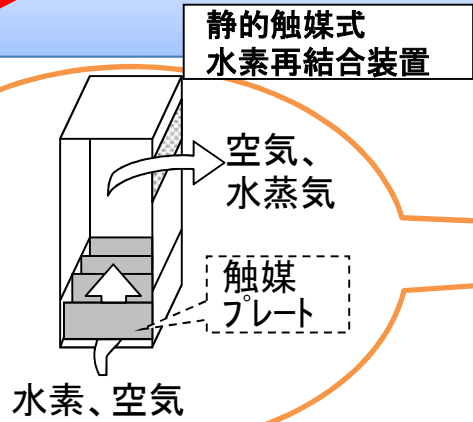 静的触媒式
水素再結合装置
空気、
水蒸気
触媒
プレート
水素、空気